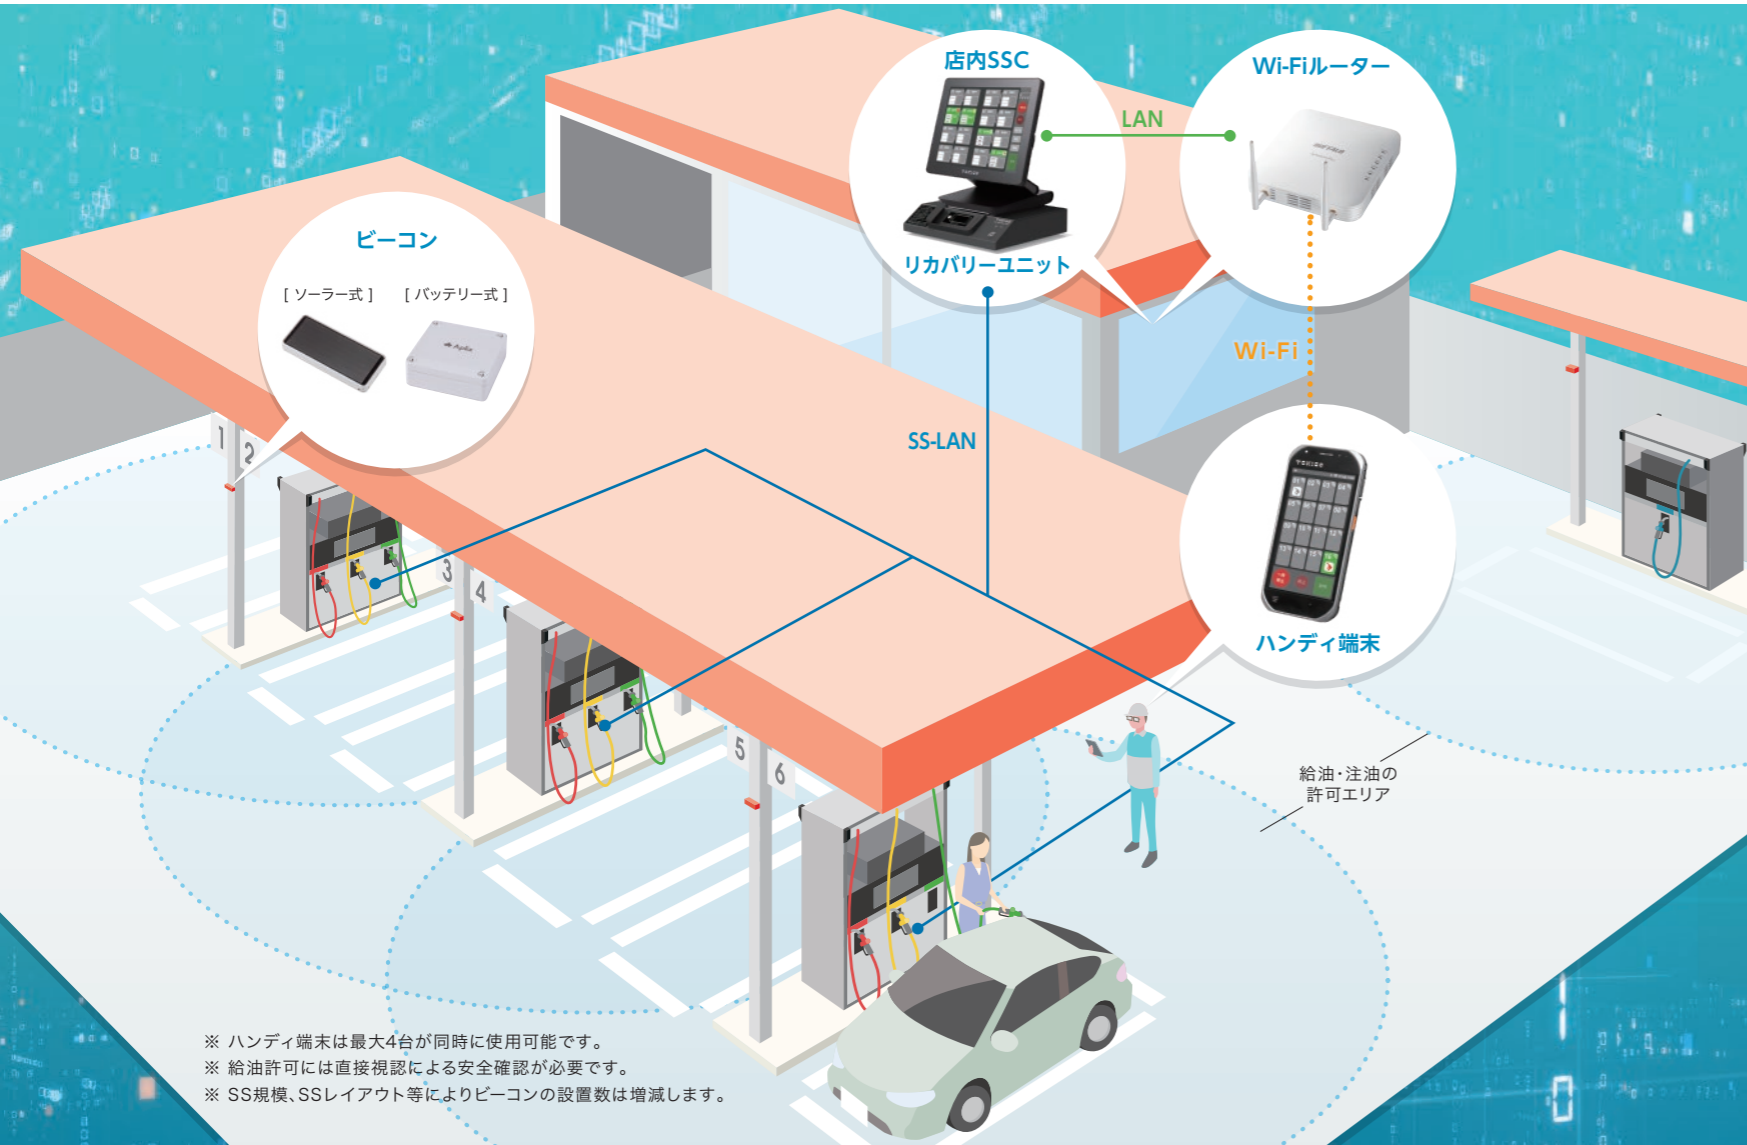 店内SSC
リカバリーユニット
LAN
Wi-Fiルーター
ビーコン
[ ソーラー式 ]
[ バッテリー式 ]
Aplix
Wi-Fi
SS-LAN
ハンディ端末
1
2
3
4
5
6
給油・注油の
許可エリア
※ ハンディ端末は最大4台が同時に使用可能です。
※ 給油許可には直接視認による安全確認が必要です。
※ SS規模、SSレイアウト等によりビーコンの設置数は増減します。